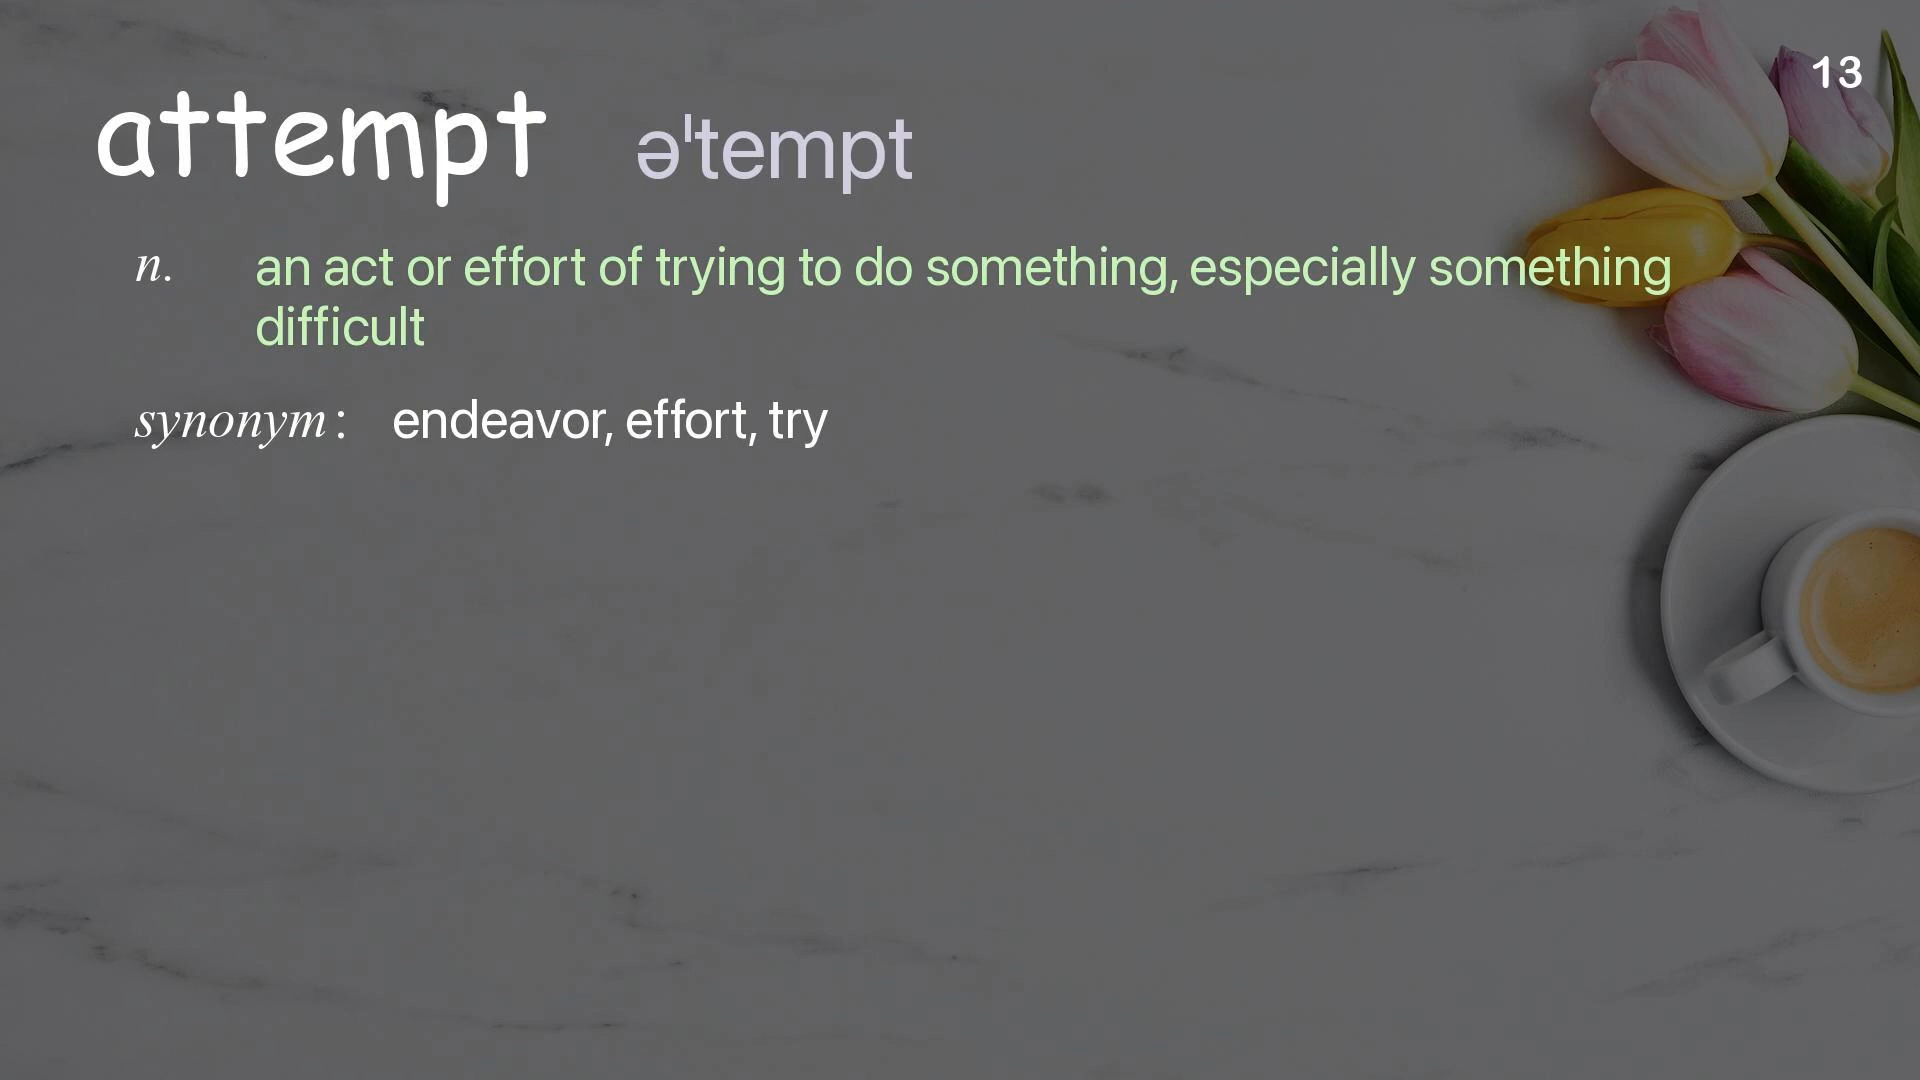 13
attempt əˈtempt
n. an act or effort of trying to do something, especially something
difficult
synonym: endeavor, effort, try